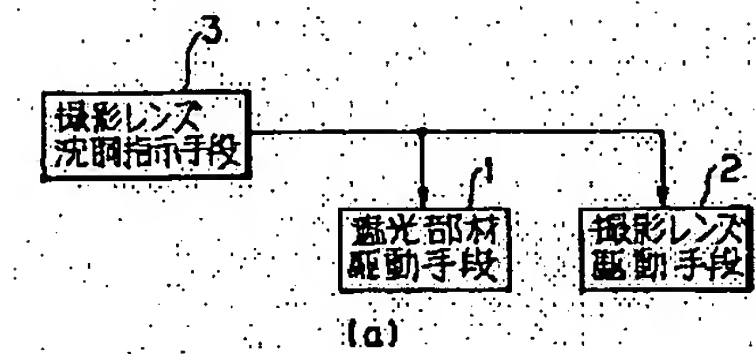 3
撮影レンズ
沈胴指示手段
1
遮光部材
駆動手段
2
撮影レンズ
駆動手段
(a)